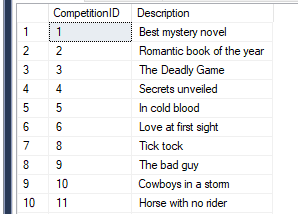 CompetitionID Description
1 1 Best mystery novel
2 2 Romantic book of the year
3 3 The Deadly Game
4 4 Secrets unveiled
5 5 In cold blood
6 6 Love at first sight
7 8 Tick tock
8 9 The bad guy
9 10 Cowboys in a storm
10 11 Horse with no rider